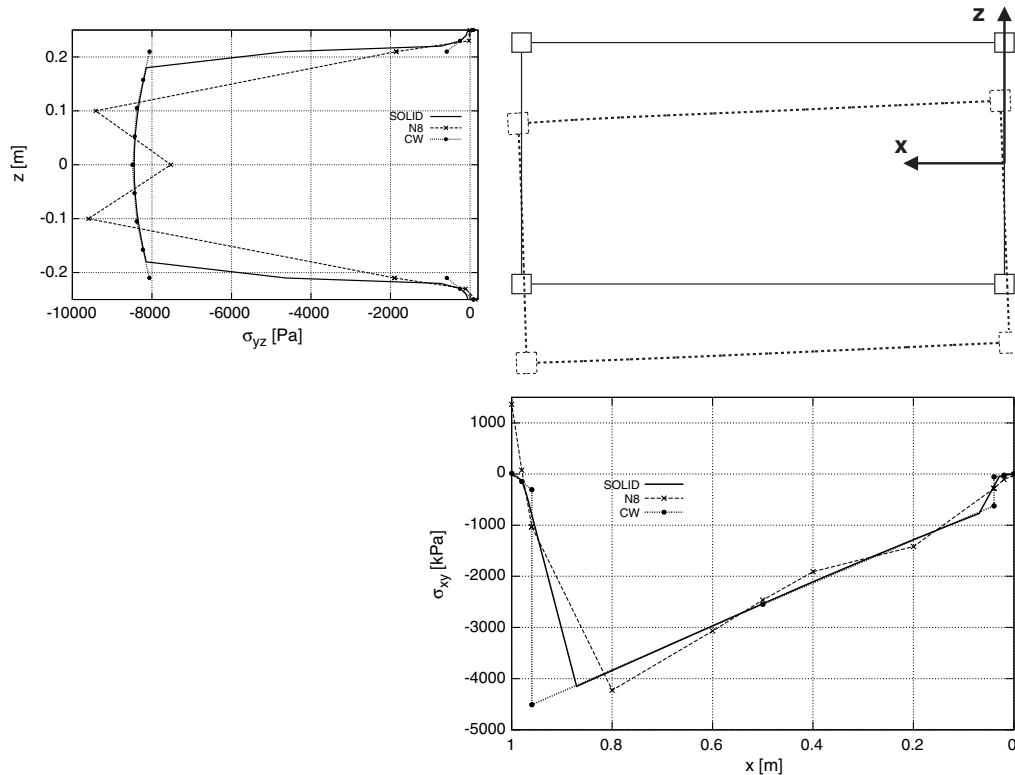 z
x
0.2
0.1
0
-0.1
-0.2
z [m]
SOLID
N8
CW
-10000 -8000 -6000 -4000 -2000 0
σyz [Pa]
1000
0
-1000
-2000
-3000
-4000
-5000
σxy [kPa]
SOLID
N8
CW
1 0.8 0.6 0.4 0.2 0
x [m]